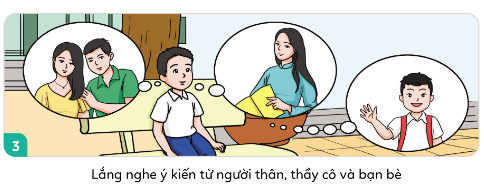 3
Lắng nghe ý kiến từ người thân, thầy cô và bạn bè